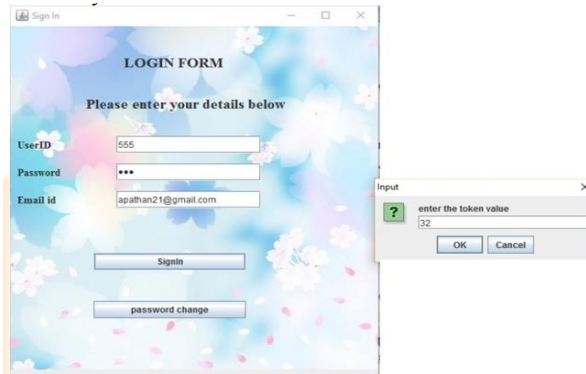 Sign In
LOGIN FORM
Please enter your details below
UserID
555
Password
•••
Email id
apathan21@gmail.com
SignIn
password change
Input
enter the token value
32
OK
Cancel